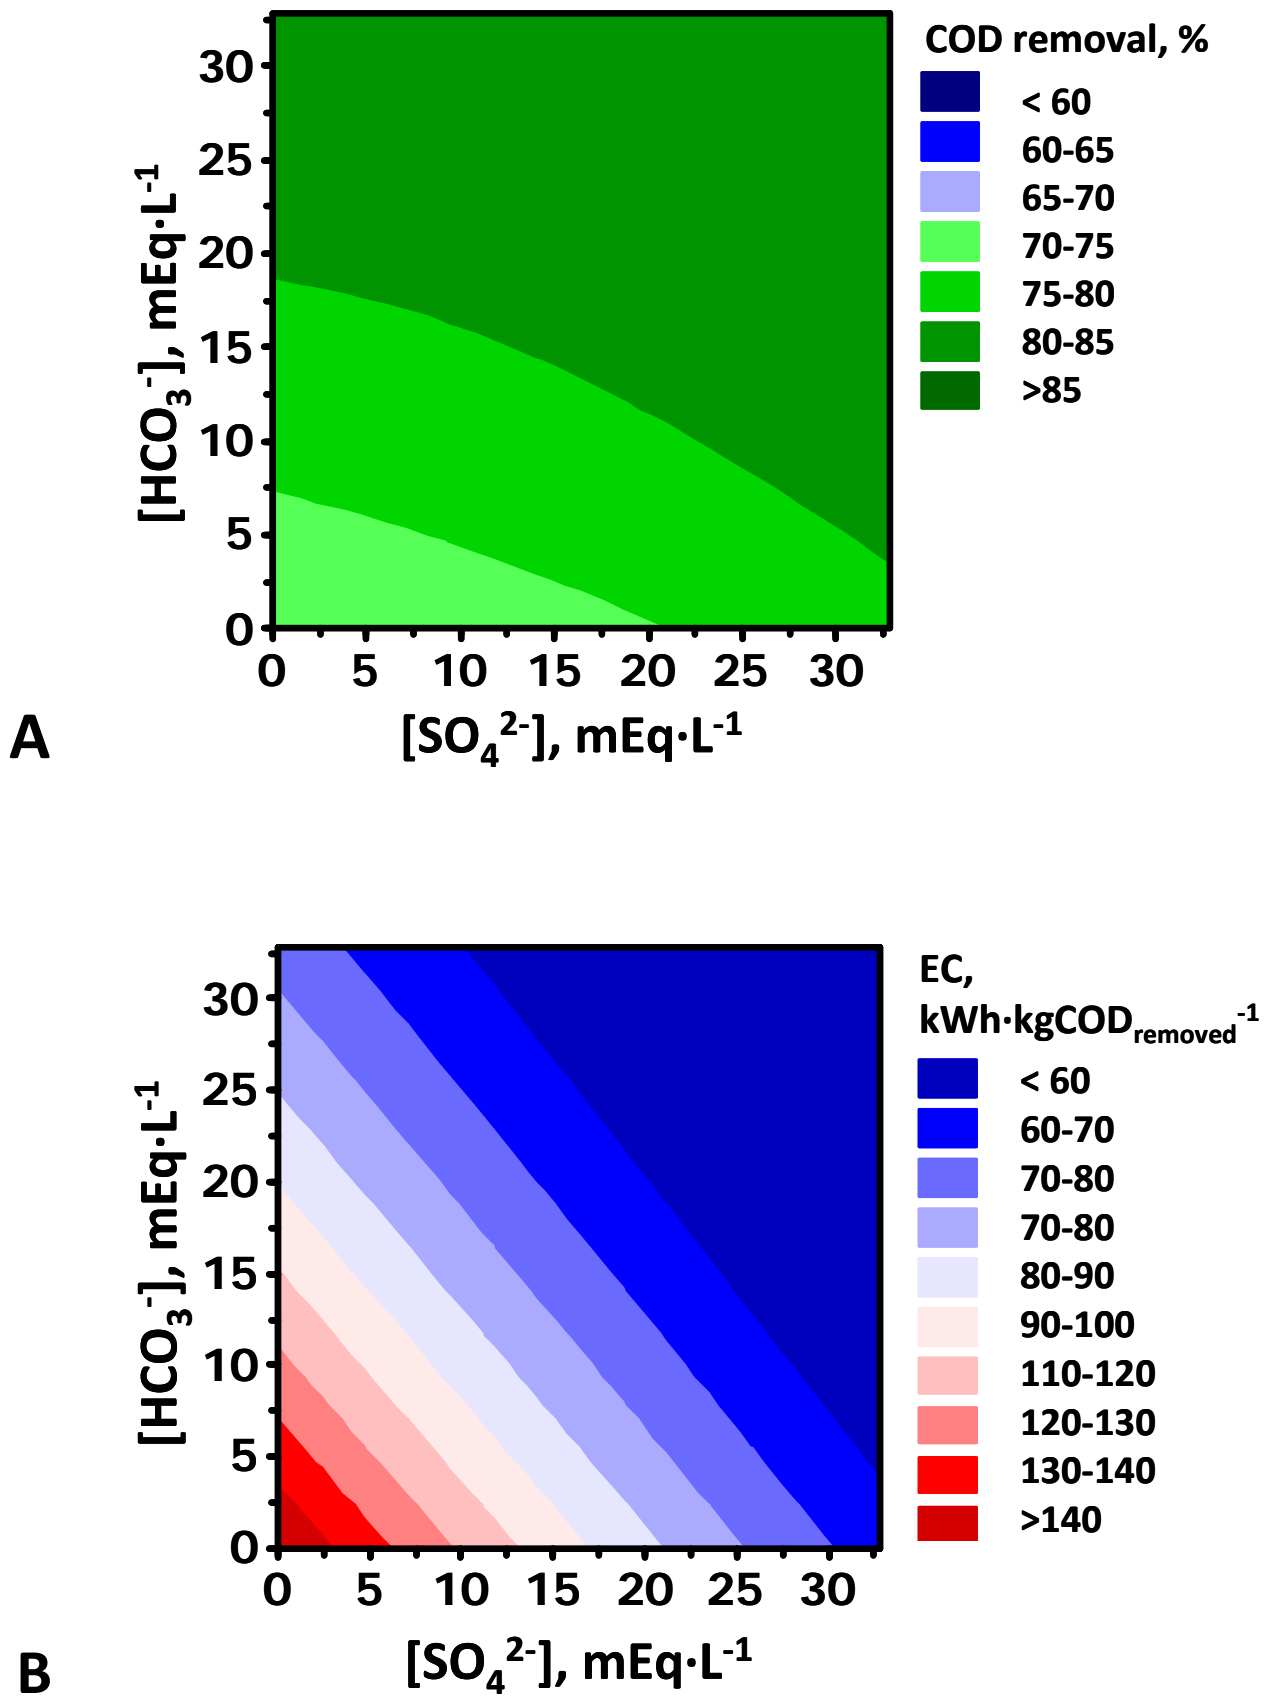 COD removal, %
< 60
60-65
65-70
70-75
75-80
80-85
>85
30
25
20
15
10
5
0
[HCO₃⁻], mEq·L⁻¹
0 5 10 15 20 25 30
[SO₄²⁻], mEq·L⁻¹
A
EC,
kWh·kgCODremoved⁻¹
< 60
60-70
70-80
70-80
80-90
90-100
110-120
120-130
130-140
>140
30
25
20
15
10
5
0
[HCO₃⁻], mEq·L⁻¹
0 5 10 15 20 25 30
[SO₄²⁻], mEq·L⁻¹
B